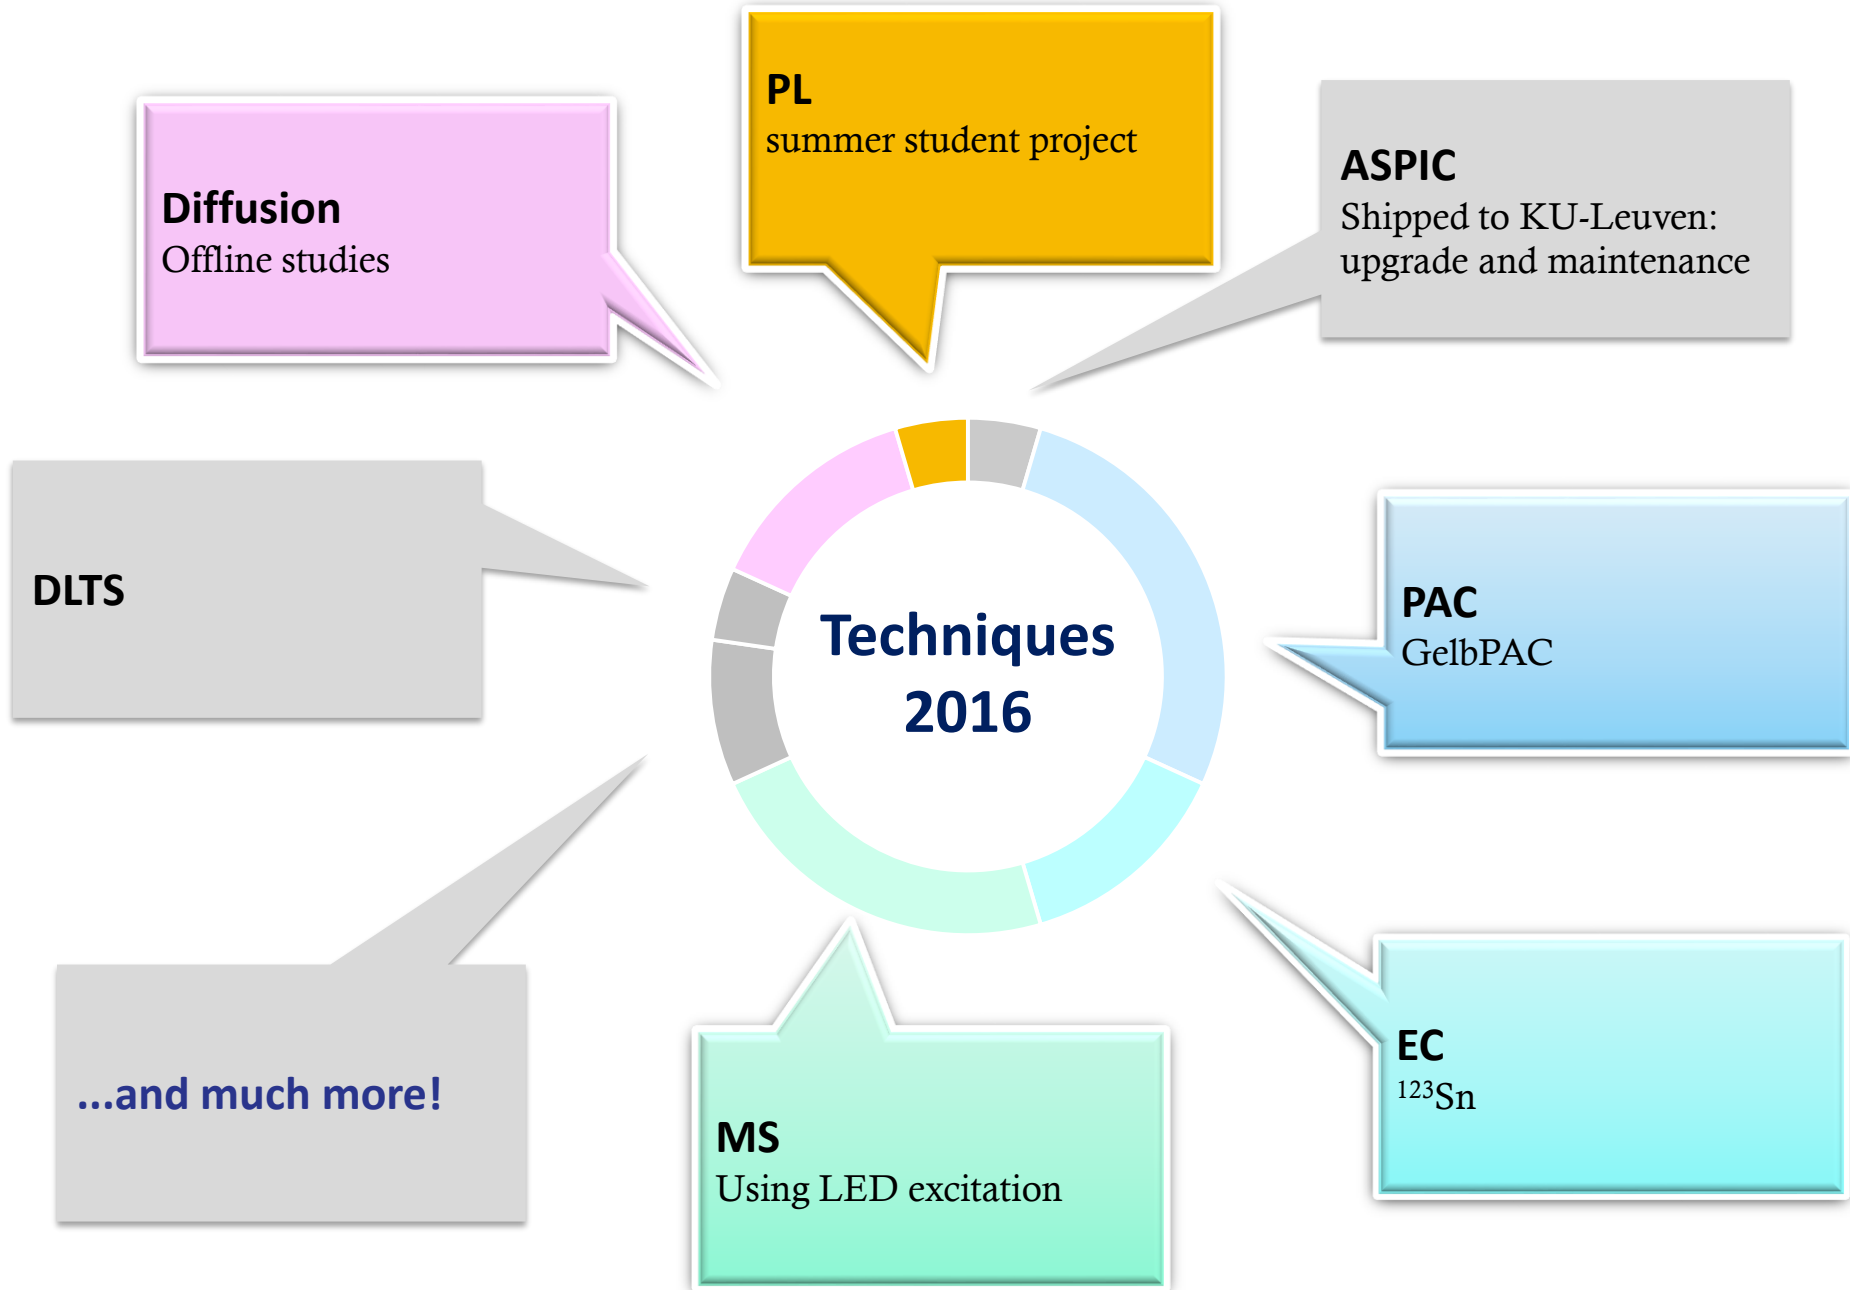 PL
summer student project
Diffusion
Offline studies
ASPIC
Shipped to KU-Leuven:
upgrade and maintenance
DLTS
Techniques
2016
PAC
GelbPAC
EC
¹²³Sn
...and much more!
MS
Using LED excitation